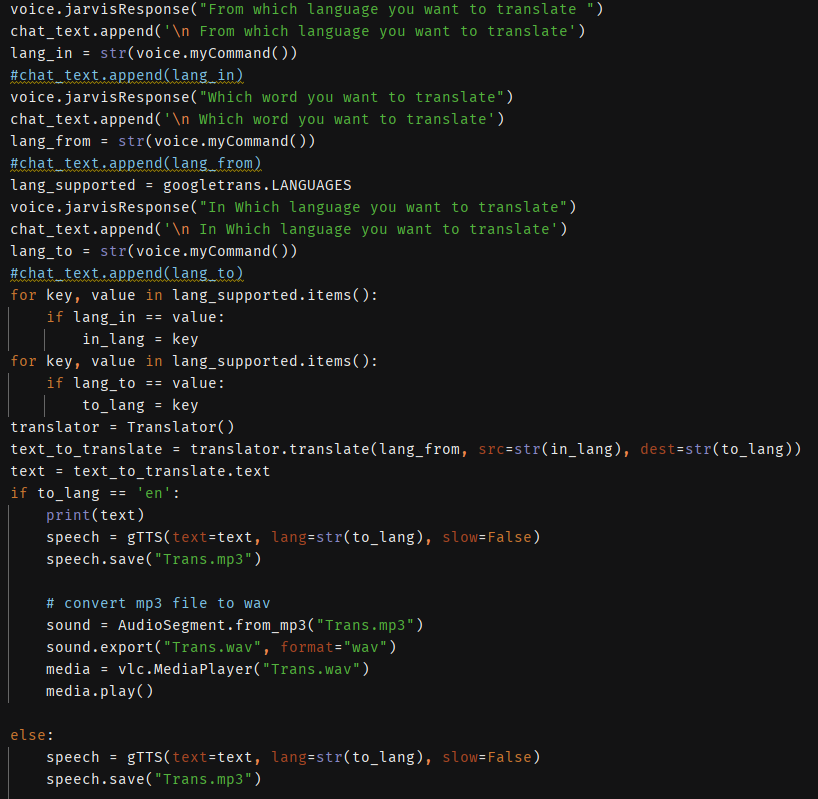 voice.jarvisResponse("From which language you want to translate ")
chat_text.append('\n From which language you want to translate')
lang_in = str(voice.myCommand())
#chat_text.append(lang_in)
voice.jarvisResponse("Which word you want to translate")
chat_text.append('\n Which word you want to translate')
lang_from = str(voice.myCommand())
#chat_text.append(lang_from)
lang_supported = googletrans.LANGUAGES
voice.jarvisResponse("In Which language you want to translate")
chat_text.append('\n In Which language you want to translate')
lang_to = str(voice.myCommand())
#chat_text.append(lang_to)
for key, value in lang_supported.items():
    if lang_in == value:
        in_lang = key
for key, value in lang_supported.items():
    if lang_to == value:
        to_lang = key
translator = Translator()
text_to_translate = translator.translate(lang_from, src=str(in_lang), dest=str(to_lang))
text = text_to_translate.text
if to_lang == 'en':
    print(text)
    speech = gTTS(text=text, lang=str(to_lang), slow=False)
    speech.save("Trans.mp3")

    # convert mp3 file to wav
    sound = AudioSegment.from_mp3("Trans.mp3")
    sound.export("Trans.wav", format="wav")
    media = vlc.MediaPlayer("Trans.wav")
    media.play()

else:
    speech = gTTS(text=text, lang=str(to_lang), slow=False)
    speech.save("Trans.mp3")